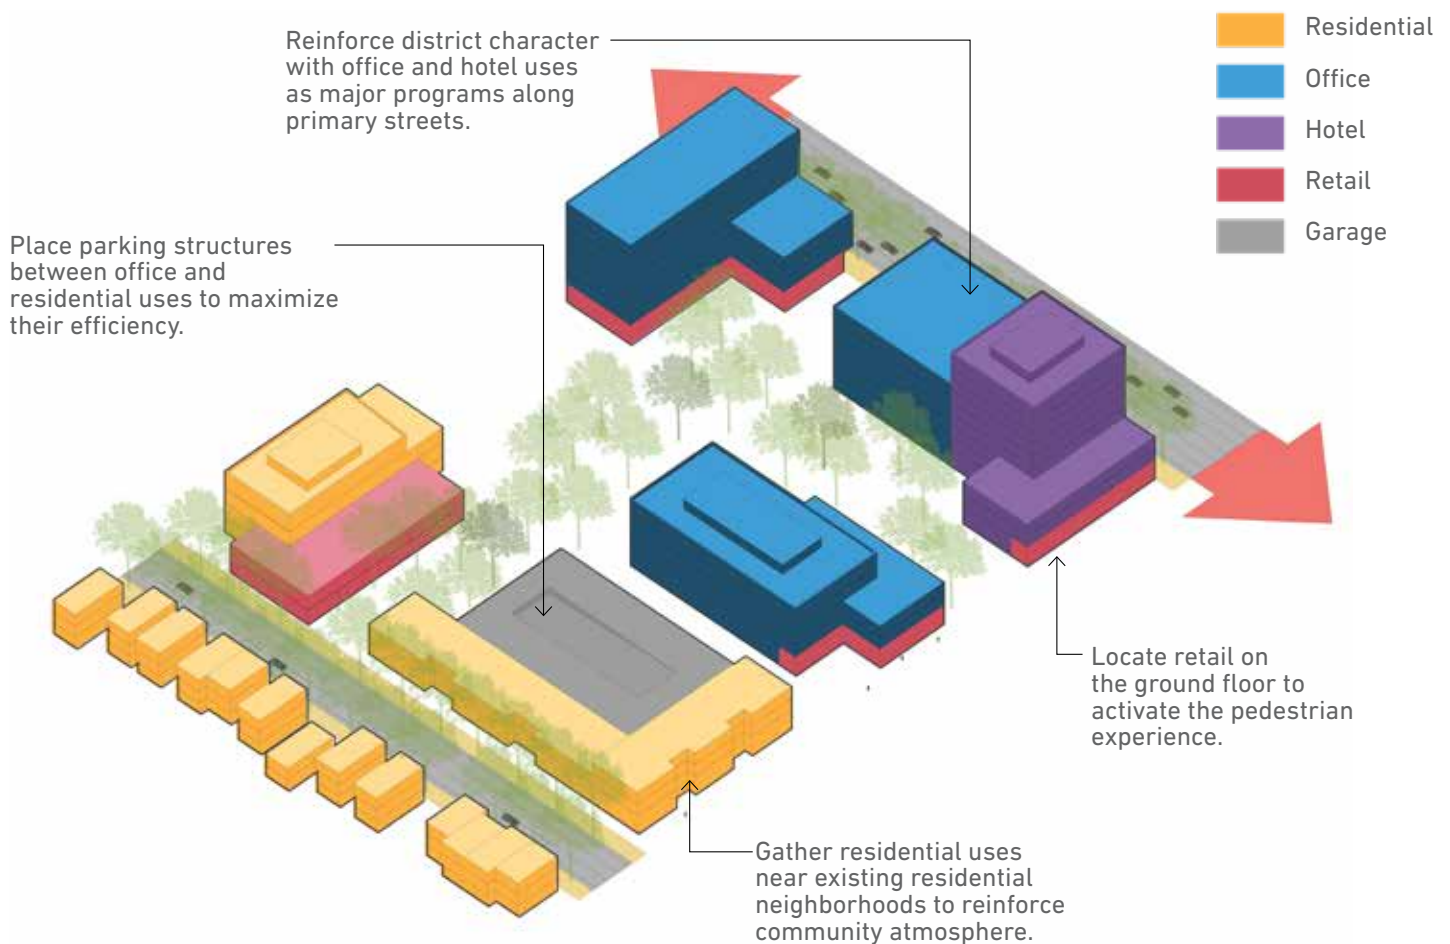 Reinforce district character
with office and hotel uses
as major programs along
primary streets.
Residential
Office
Hotel
Retail
Garage
Place parking structures
between office and
residential uses to maximize
their efficiency.
Locate retail on
the ground floor to
activate the pedestrian
experience.
Gather residential uses
near existing residential
neighborhoods to reinforce
community atmosphere.